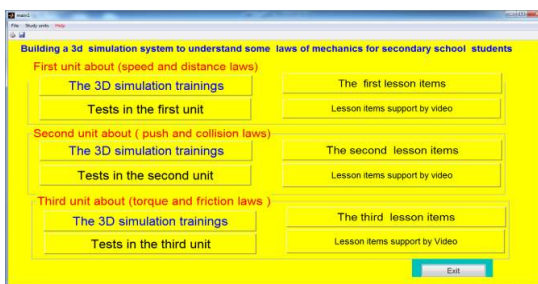 main1
File Study units Help
Building a 3d simulation system to understand some laws of mechanics for secondary school students
First unit about (speed and distance laws)
The 3D simulation trainings
The first lesson items
Tests in the first unit
Lesson items support by video
Second unit about ( push and collision laws)
The 3D simulation trainings
The second lesson items
Tests in the second unit
Lesson items support by video
Third unit about (torque and friction laws )
The 3D simulation trainings
The third lesson items
Tests in the third unit
Lesson items support by Video
Exit